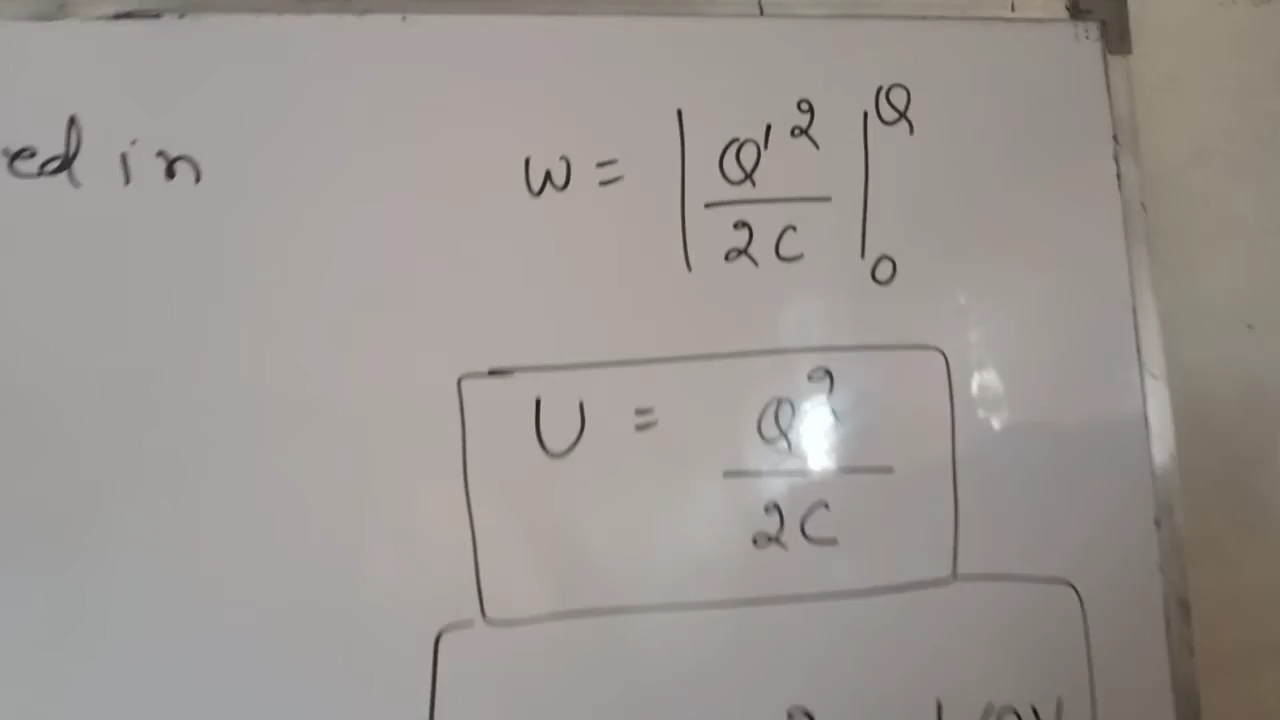 ed in
W = | Q'² / 2C |₀^Q
U = Q² / 2C